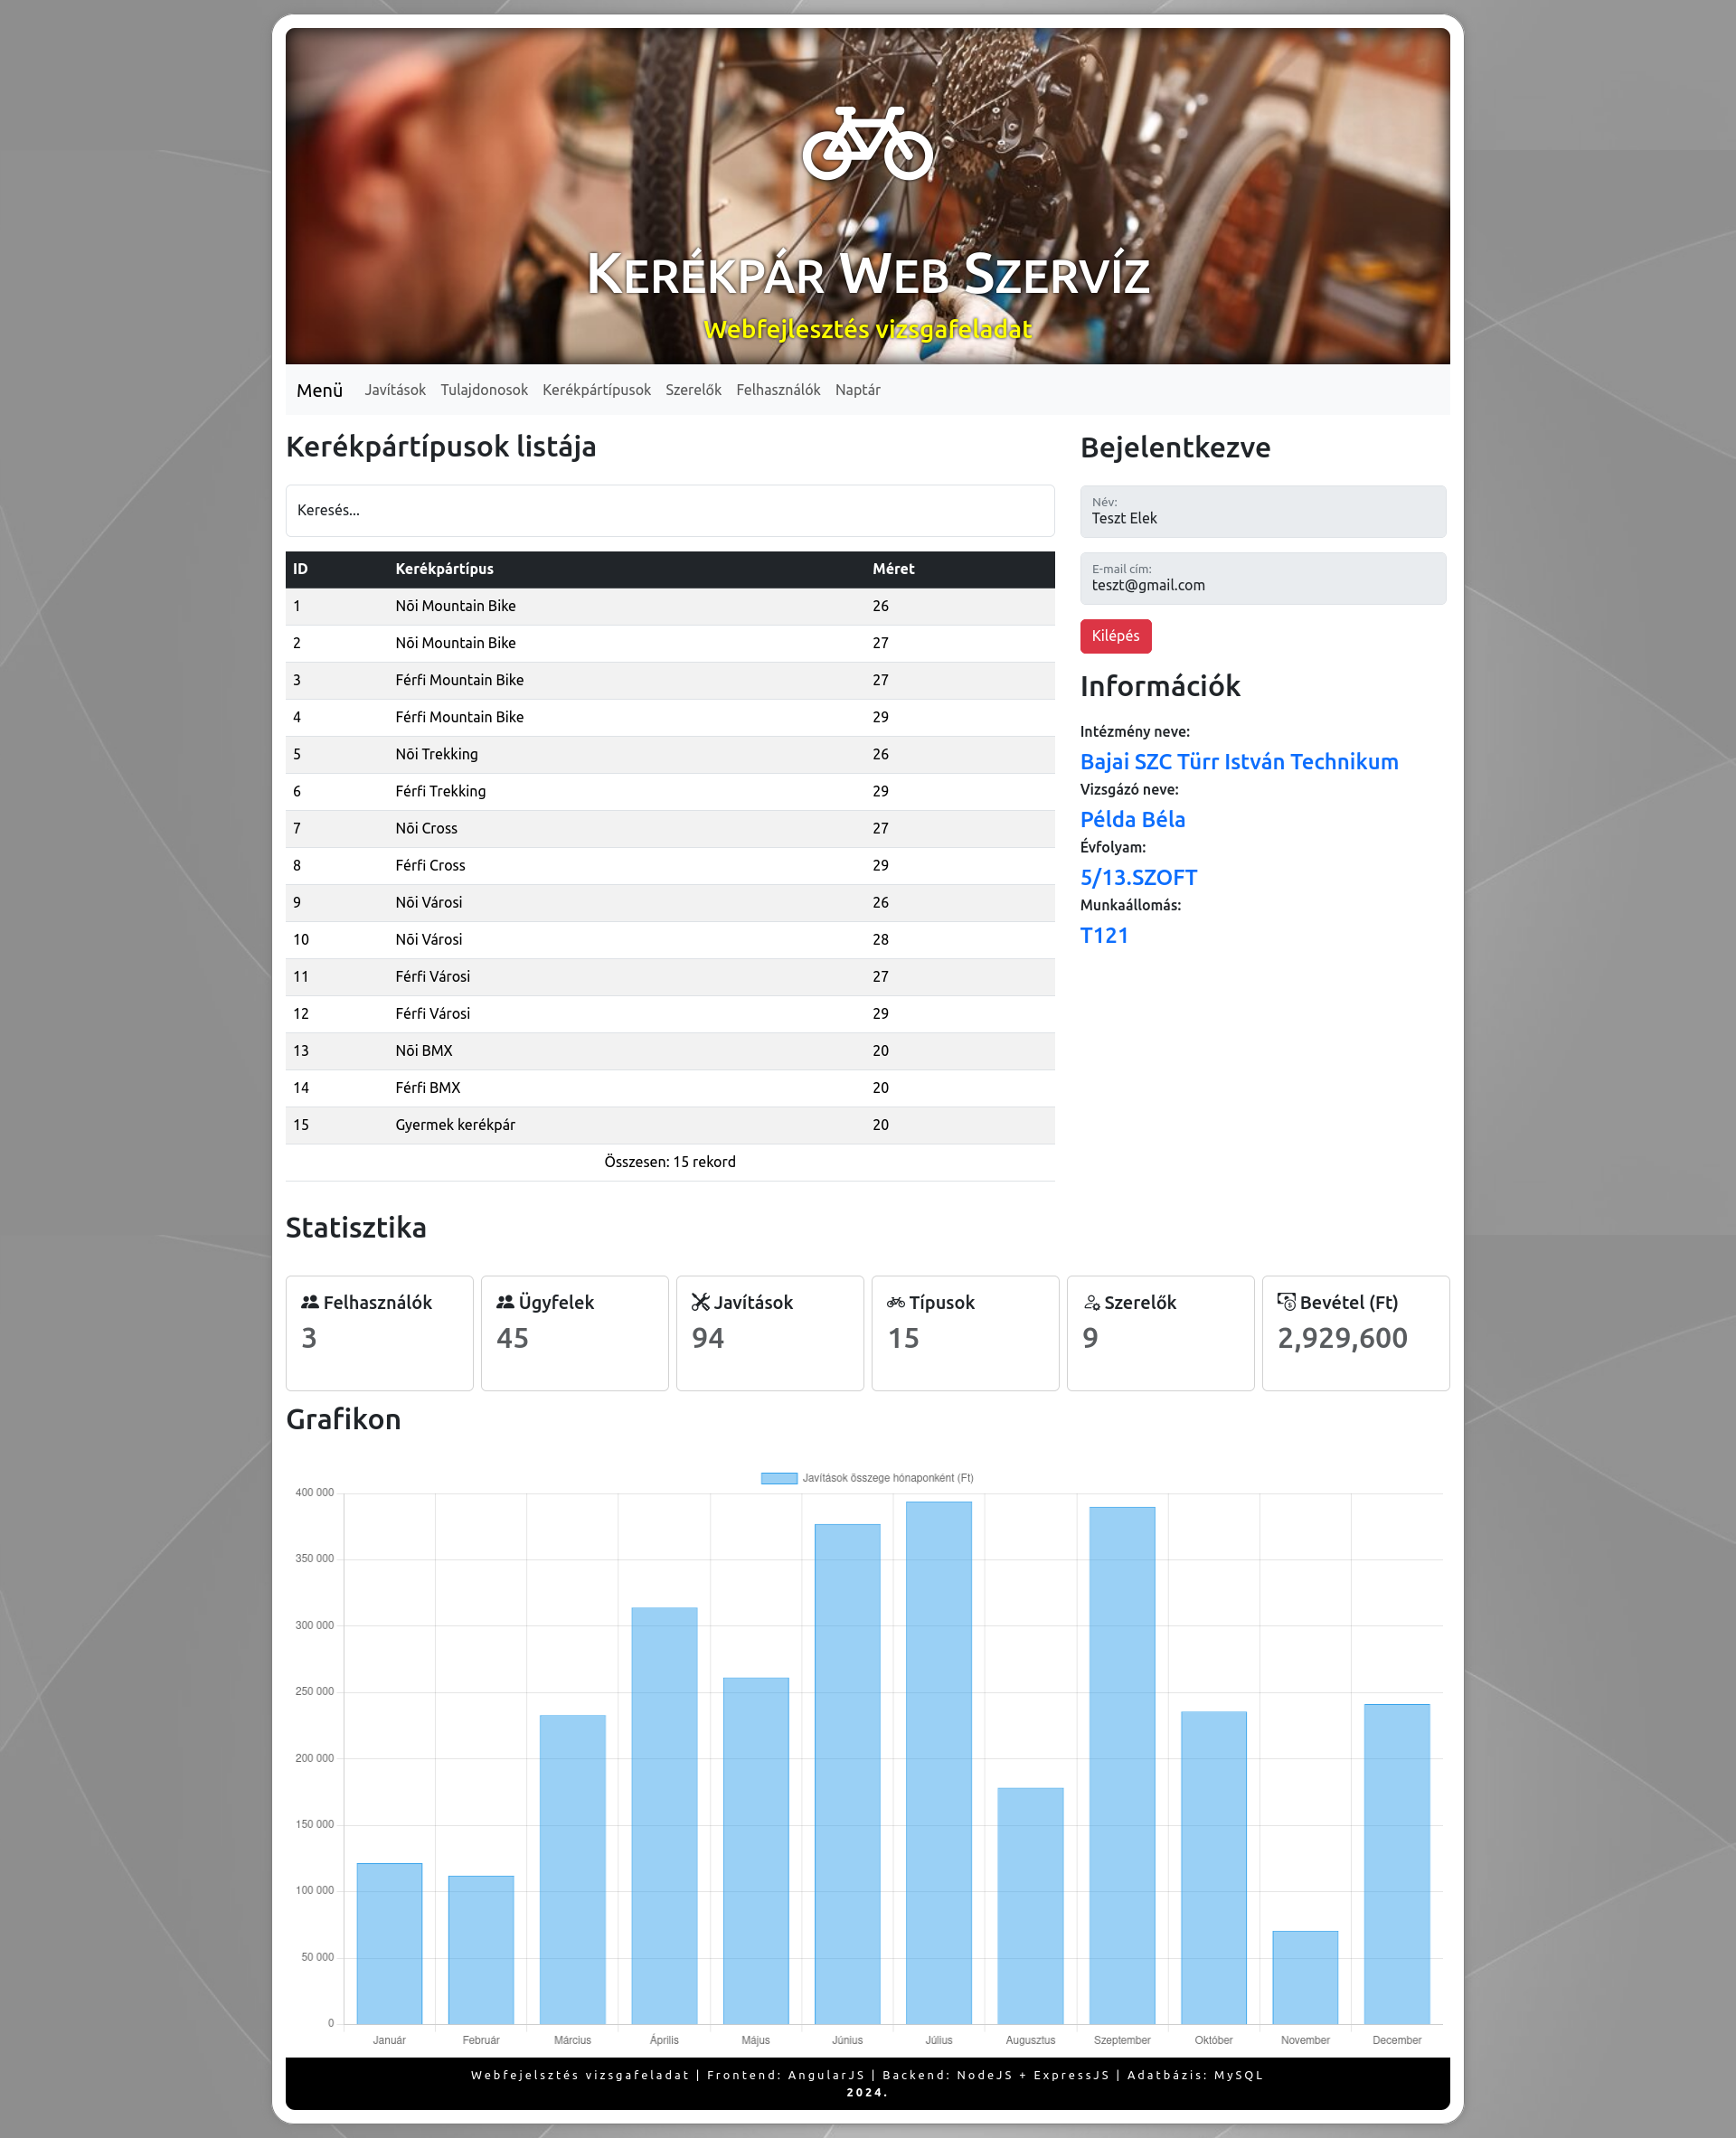 KERÉKPÁR WEB SZERVÍZ
Webfejlesztés vizsgafeladat
Menü Javítások Tulajdonosok Kerékpártípusok Szerelők Felhasználók Naptár
Kerékpártípusok listája
Keresés...
ID Kerékpártípus Méret
1 Nõi Mountain Bike 26
2 Nõi Mountain Bike 27
3 Férfi Mountain Bike 27
4 Férfi Mountain Bike 29
5 Nõi Trekking 26
6 Férfi Trekking 29
7 Nõi Cross 27
8 Férfi Cross 29
9 Nõi Városi 26
10 Nõi Városi 28
11 Férfi Városi 27
12 Férfi Városi 29
13 Nõi BMX 20
14 Férfi BMX 20
15 Gyermek kerékpár 20
Összesen: 15 rekord
Bejelentkezve
Név:
Teszt Elek
E-mail cím:
teszt@gmail.com
Kilépés
Információk
Intézmény neve:
Bajai SZC Türr István Technikum
Vizsgázó neve:
Példa Béla
Évfolyam:
5/13.SZOFT
Munkaállomás:
T121
Statisztika
Felhasználók
3
Ügyfelek
45
Javítások
94
Típusok
15
Szerelők
9
Bevétel (Ft)
2,929,600
Grafikon
Javítások összege hónaponként (Ft)
400 000
350 000
300 000
250 000
200 000
150 000
100 000
50 000
0
Január Február Március Április Május Június Július Augusztus Szeptember Október November December
Webfejelsztés vizsgafeladat | Frontend: AngularJS | Backend: NodeJS + ExpressJS | Adatbázis: MySQL
2024.